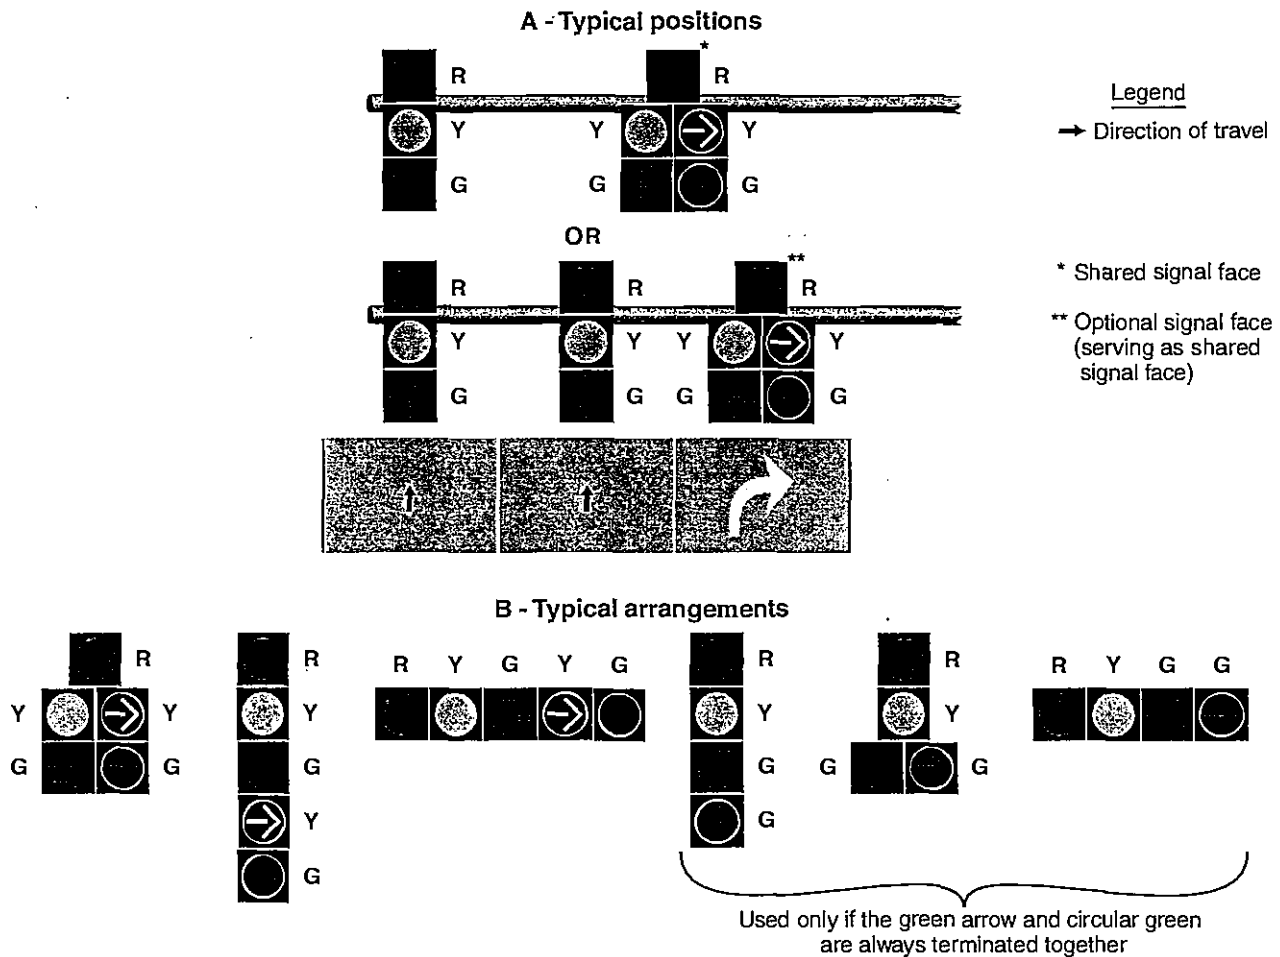 A - Typical positions
*
R R
Y Y Y
G G G
Legend
→ Direction of travel
OR
**
R R R
Y Y Y Y
G G G G
* Shared signal face
** Optional signal face
(serving as shared
signal face)
B - Typical arrangements
R
Y Y
G G
R
Y
G
Y
G
R Y G Y G
R
Y
G
G
R
Y
G G
R Y G G
Used only if the green arrow and circular green
are always terminated together